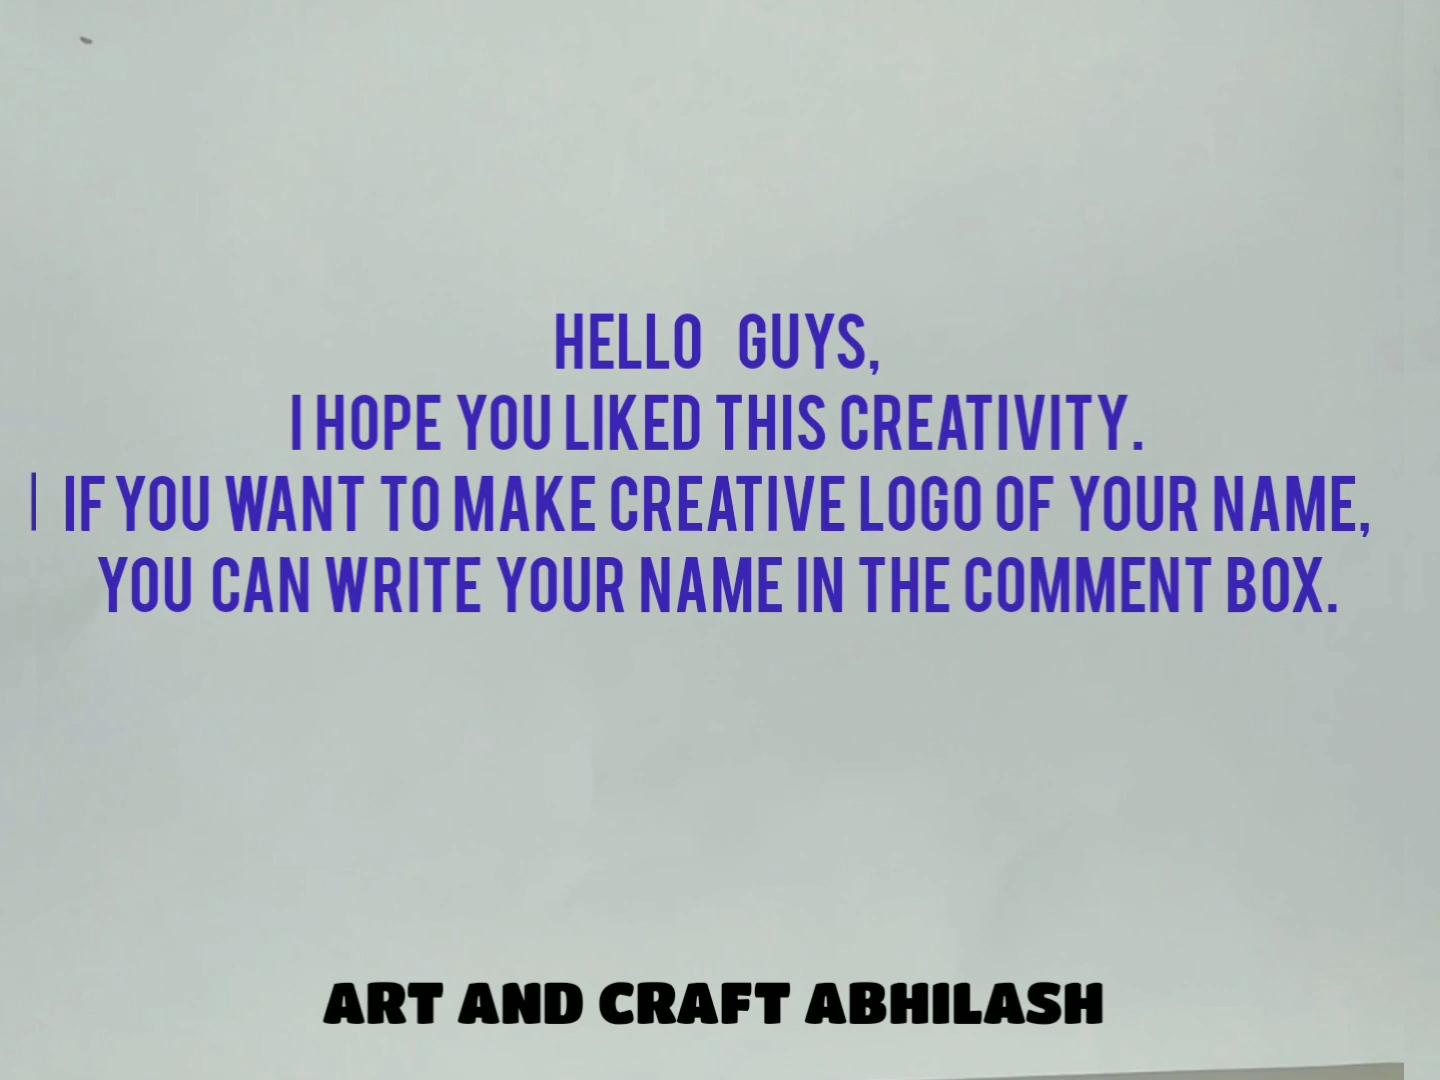 HELLO GUYS,
I HOPE YOU LIKED THIS CREATIVITY.
| IF YOU WANT TO MAKE CREATIVE LOGO OF YOUR NAME,
YOU CAN WRITE YOUR NAME IN THE COMMENT BOX.
ART AND CRAFT ABHILASH